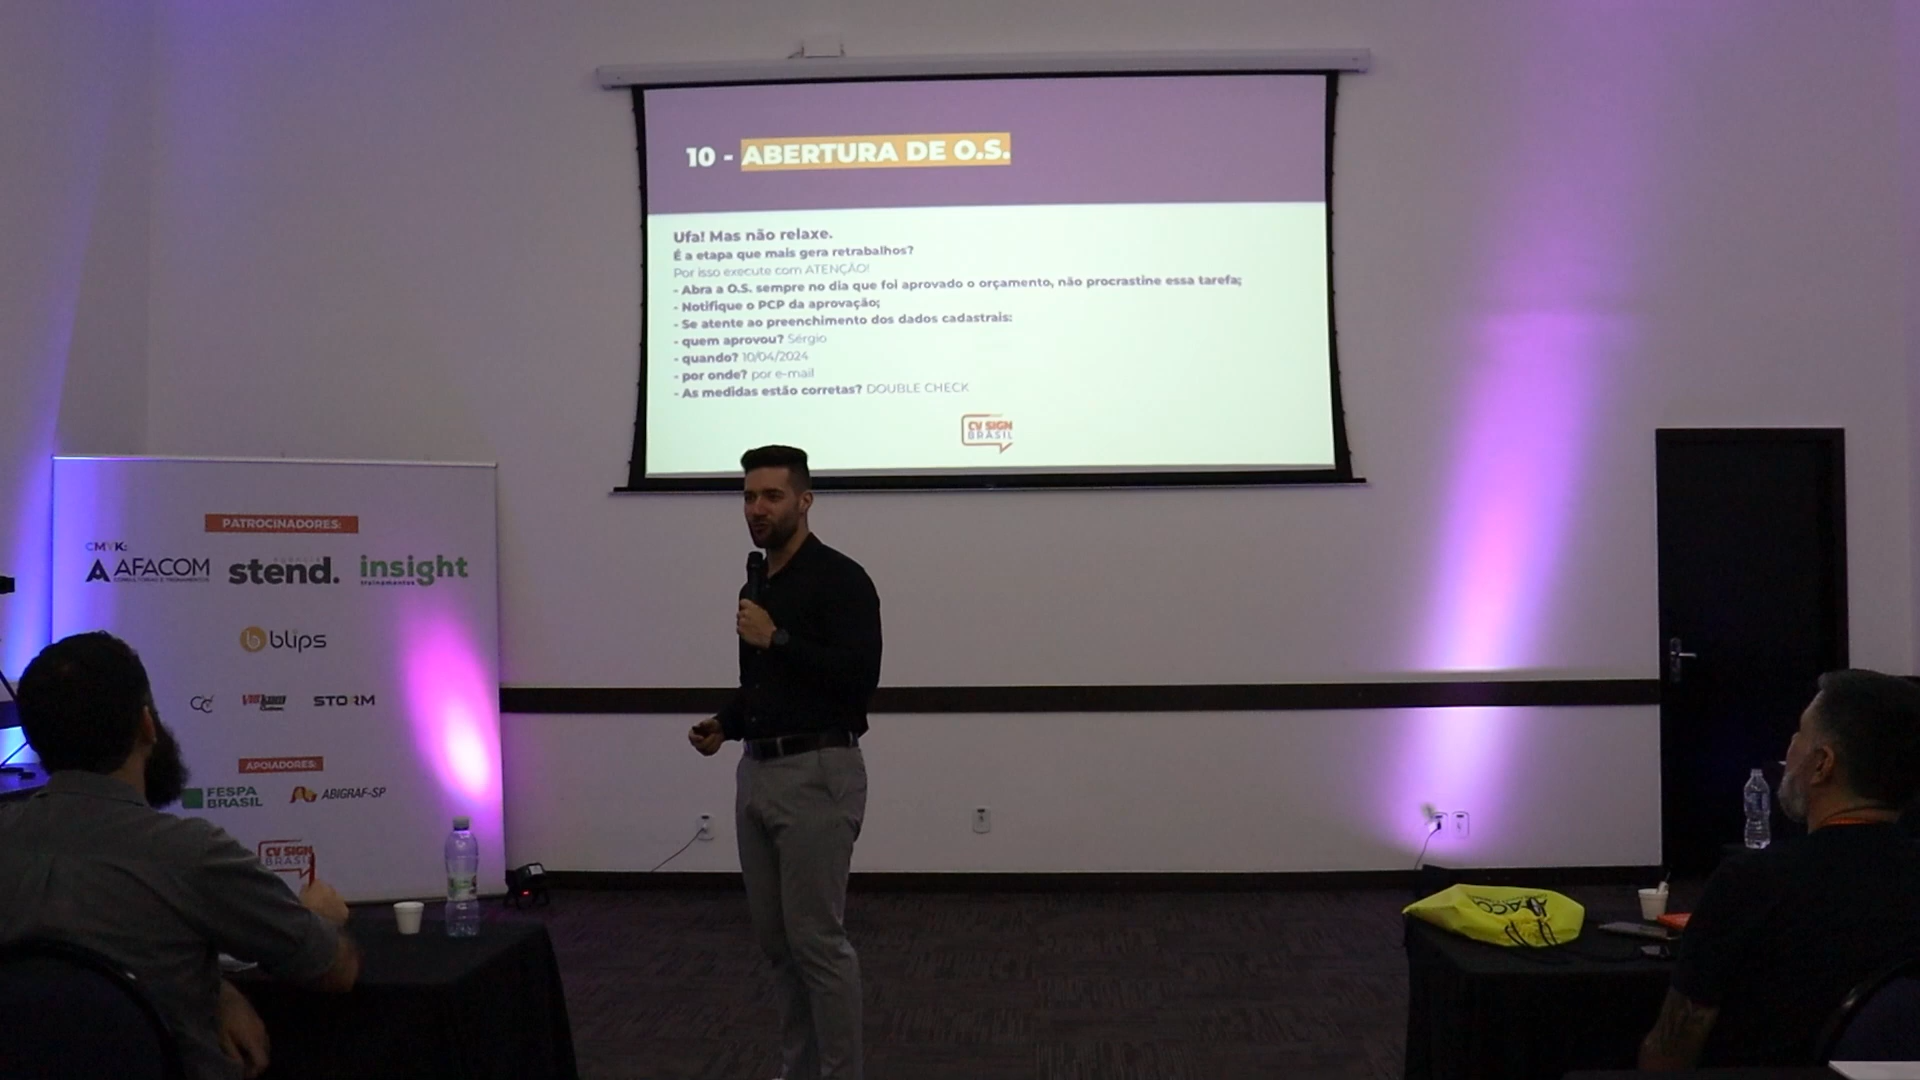 10 - ABERTURA DE O.S.
Ufa! Mas não relaxe.
É a etapa que mais gera retrabalhos?
Por isso execute com ATENÇÃO!
- Abra a O.S. sempre no dia que foi aprovado o orçamento, não procrastine essa tarefa;
- Notifique o PCP da aprovação;
- Se atente ao preenchimento dos dados cadastrais:
- quem aprovou? Sérgio
- quando? 10/04/2024
- por onde? por e-mail
- As medidas estão corretas? DOUBLE CHECK
CV SIGN
BRASIL
PATROCINADORES:
CMYK:
AFACOM
stend.
insight
treinamentos
blips
STORM
APOIADORES:
FESPA
BRASIL
ABIGRAF-SP
CV SIGN
BRASIL